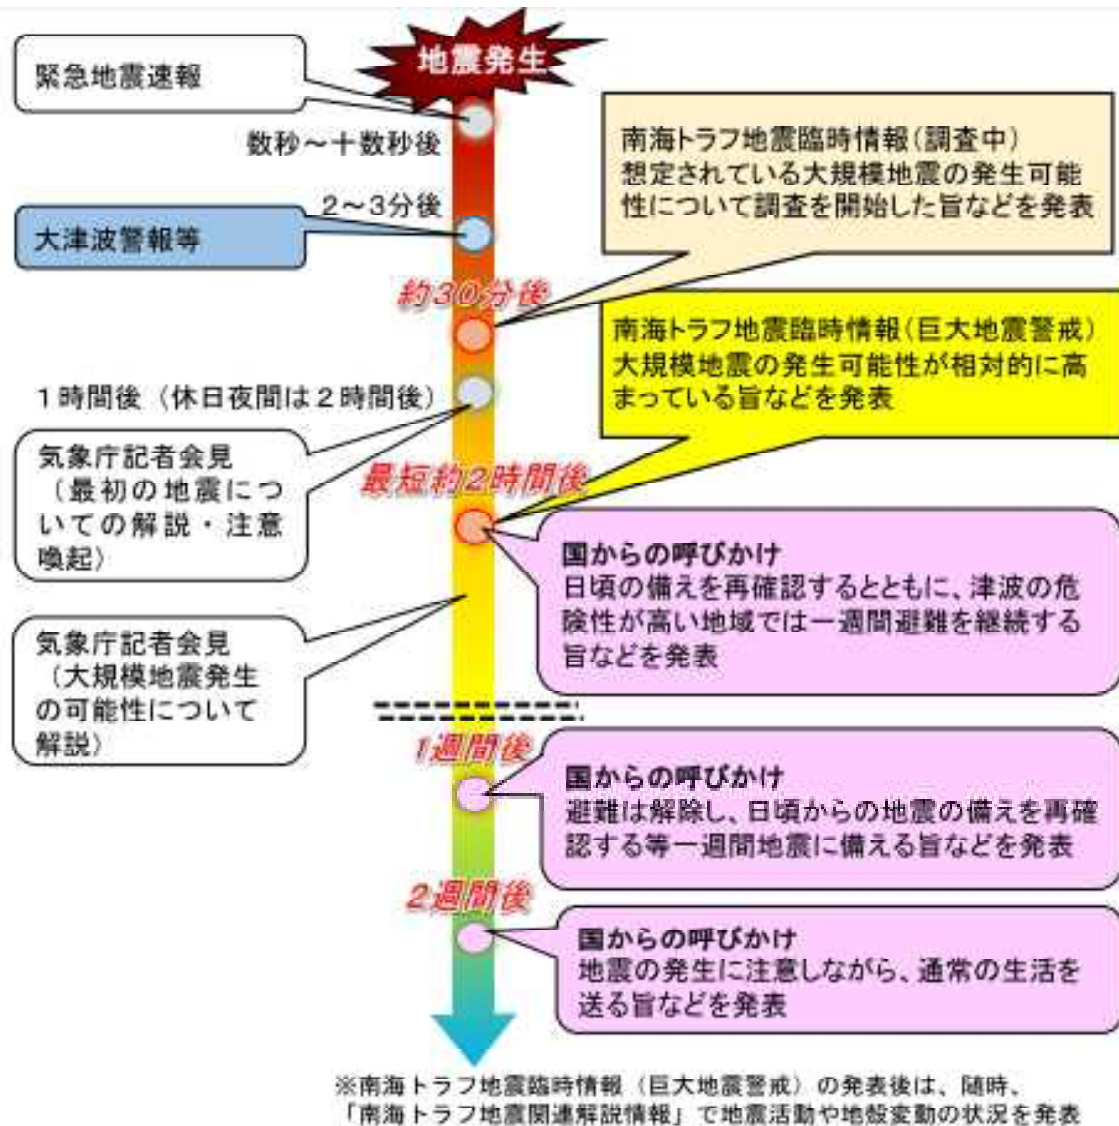 地震発生
緊急地震速報
数秒～十数秒後
2～3分後
大津波警報等
南海トラフ地震臨時情報（調査中）
想定されている大規模地震の発生可能
性について調査を開始した旨などを発表
約30分後
南海トラフ地震臨時情報（巨大地震警戒）
大規模地震の発生可能性が相対的に高
まっている旨などを発表
1時間後（休日夜間は2時間後）
気象庁記者会見
（最初の地震につ
いての解説・注意
喚起）
最短約2時間後
国からの呼びかけ
日頃の備えを再確認するとともに、津波の危
険性が高い地域では一週間避難を継続する
旨などを発表
気象庁記者会見
（大規模地震発生
の可能性について
解説）
1週間後
国からの呼びかけ
避難は解除し、日頃からの地震の備えを再確
認する等一週間地震に備える旨などを発表
2週間後
国からの呼びかけ
地震の発生に注意しながら、通常の生活を
送る旨などを発表
※南海トラフ地震臨時情報（巨大地震警戒）の発表後は、随時、
「南海トラフ地震関連解説情報」で地震活動や地殻変動の状況を発表